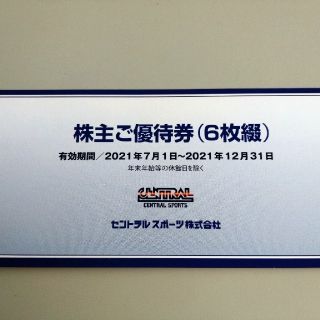 株主ご優待券(6枚綴)
有効期間／2021年7月1日~2021年12月31日
年末年始等の休館日を除く
CENTRAL
CENTRAL SPORTS
セントラルスポーツ株式会社